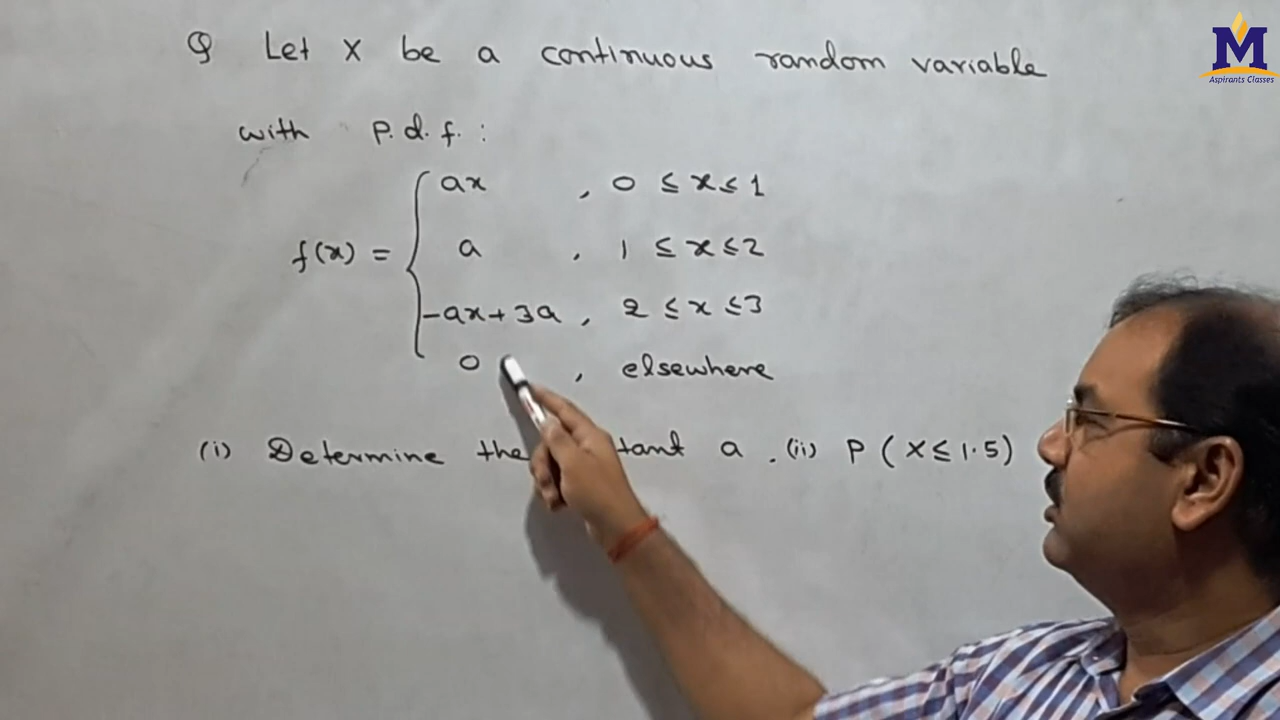 Q Let X be a continuous random variable
with p.d.f. :
f(x) = { ax , 0 ≤ x ≤ 1
a , 1 ≤ x ≤ 2
-ax+3a , 2 ≤ x ≤ 3
0 , elsewhere
(i) Determine the a . (ii) P ( X ≤ 1.5)
M
Aspirants Classes